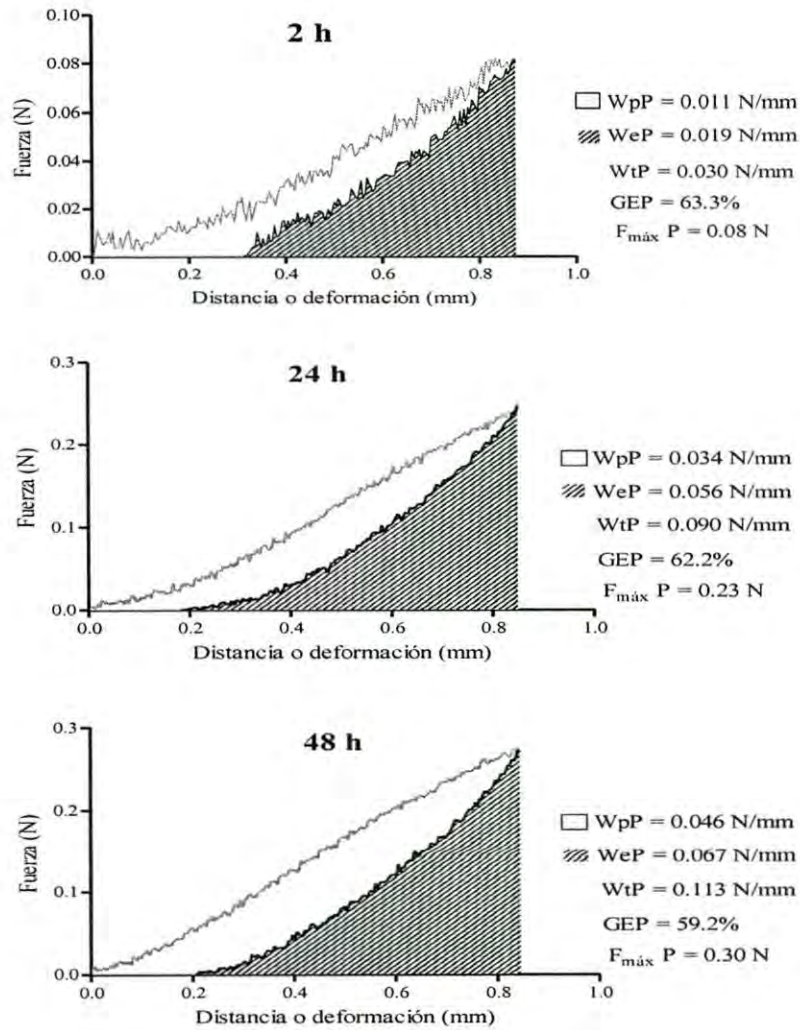 2 h
0.10
0.08
0.06
0.04
0.02
0.00
Fuerza (N)
0.0 0.2 0.4 0.6 0.8 1.0
Distancia o deformación (mm)
WpP = 0.011 N/mm
WeP = 0.019 N/mm
WtP = 0.030 N/mm
GEP = 63.3%
Fmáx P = 0.08 N
24 h
0.3
0.2
0.1
0.0
Fuerza (N)
0.0 0.2 0.4 0.6 0.8 1.0
Distancia o deformación (mm)
WpP = 0.034 N/mm
WeP = 0.056 N/mm
WtP = 0.090 N/mm
GEP = 62.2%
Fmáx P = 0.23 N
48 h
0.3
0.2
0.1
0.0
Fuerza (N)
0.0 0.2 0.4 0.6 0.8 1.0
Distancia o deformación (mm)
WpP = 0.046 N/mm
WeP = 0.067 N/mm
WtP = 0.113 N/mm
GEP = 59.2%
Fmáx P = 0.30 N